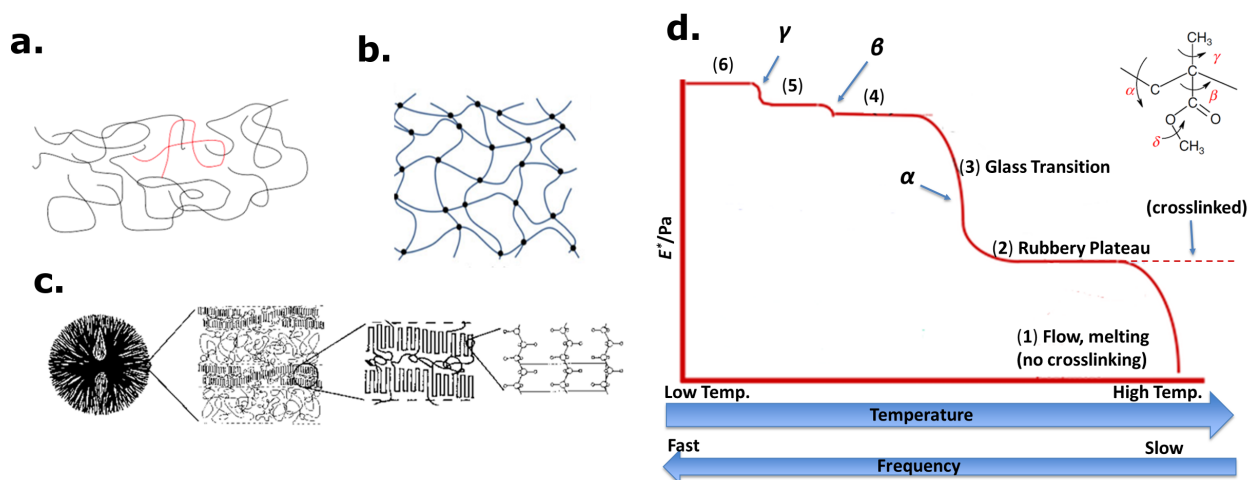 a.
b.
c.
d.
γ
β
(6)
(5)
(4)
α
(3) Glass Transition
(2) Rubbery Plateau
(crosslinked)
(1) Flow, melting
(no crosslinking)
E*/Pa
CH₃
γ
C
C
α
β
C
O
O
δ
CH₃
Low Temp.
High Temp.
Temperature
Fast
Slow
Frequency